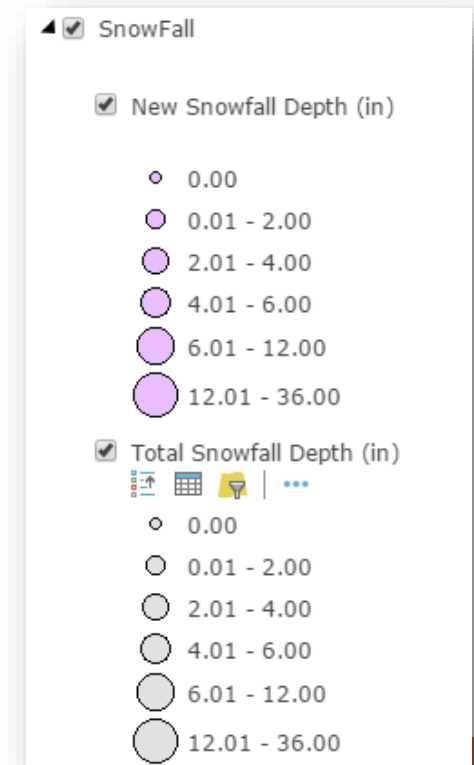 SnowFall
New Snowfall Depth (in)
0.00
0.01 - 2.00
2.01 - 4.00
4.01 - 6.00
6.01 - 12.00
12.01 - 36.00
Total Snowfall Depth (in)
0.00
0.01 - 2.00
2.01 - 4.00
4.01 - 6.00
6.01 - 12.00
12.01 - 36.00